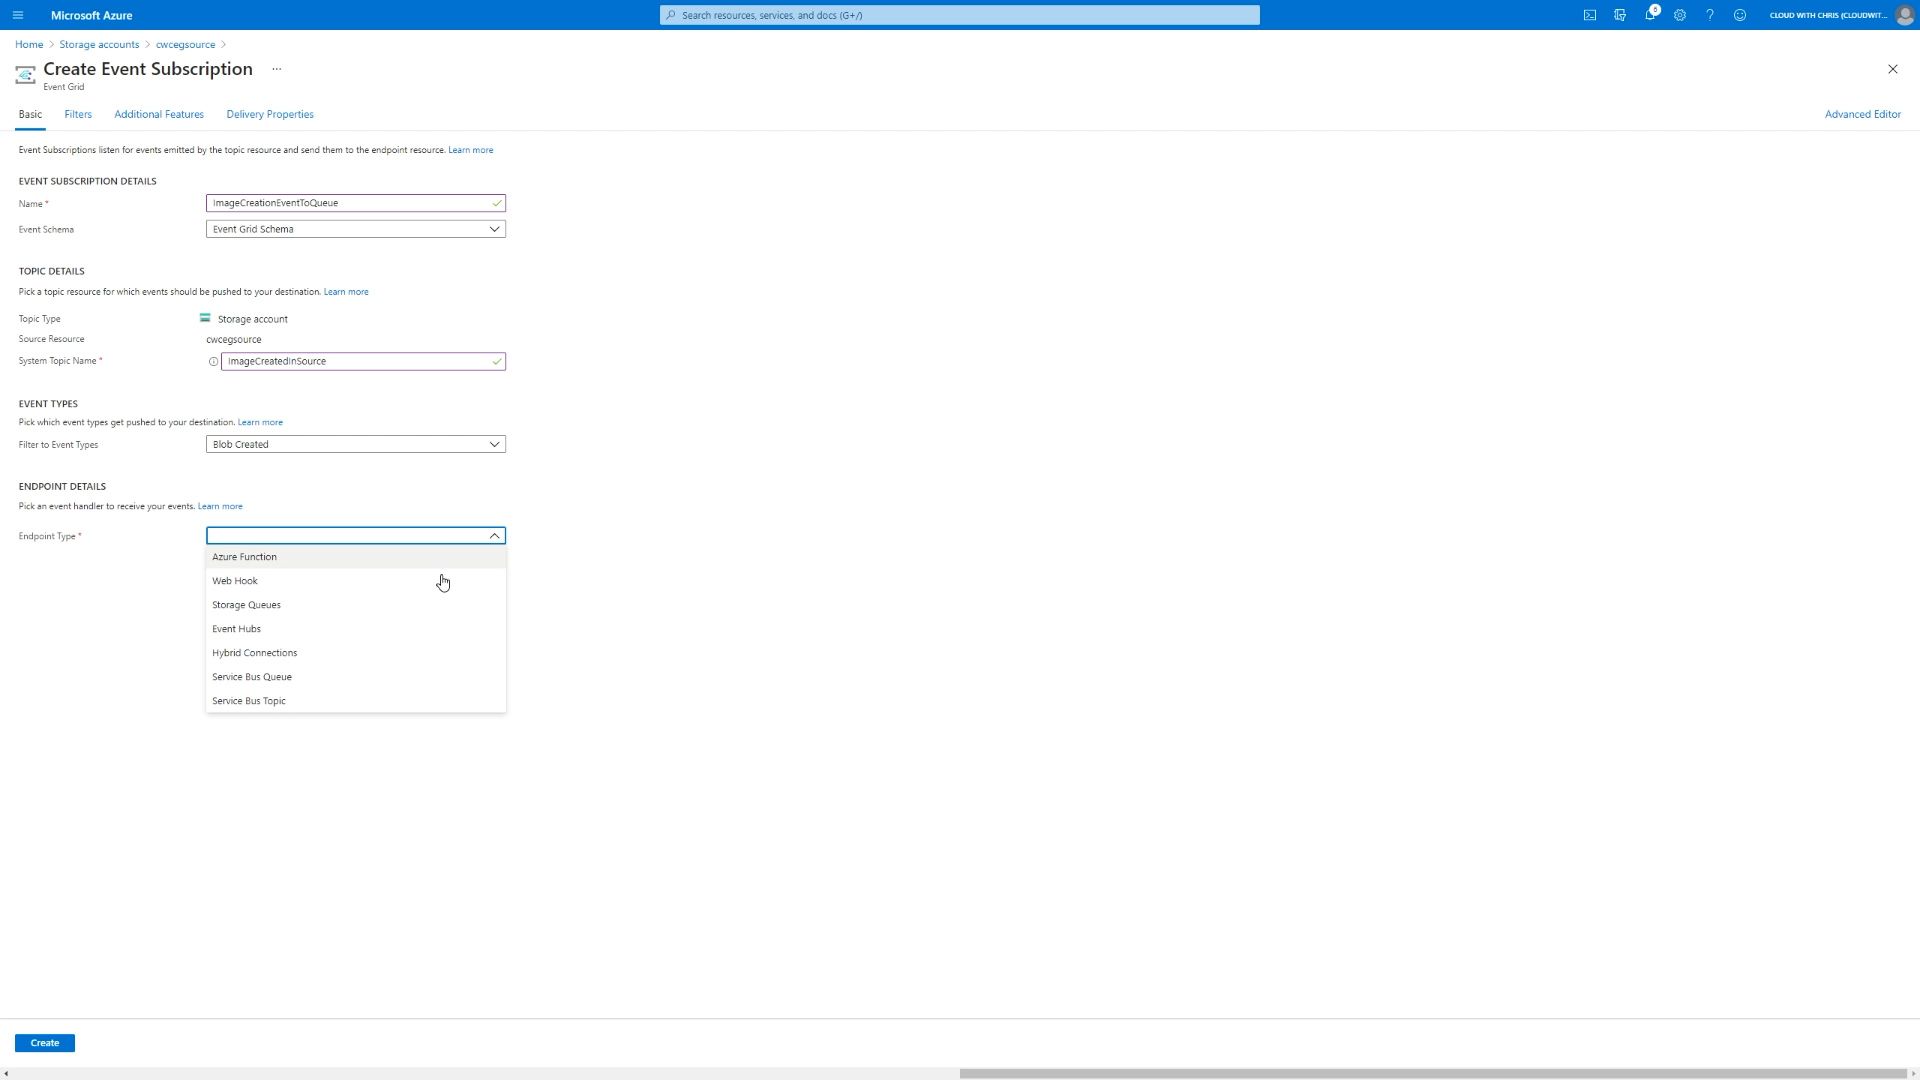 Microsoft Azure
Search resources, services, and docs (G+/)
6
CLOUD WITH CHRIS (CLOUDWIT...
Home > Storage accounts > cwcegsource >
Create Event Subscription ...
Event Grid
Basic Filters Additional Features Delivery Properties Advanced Editor
Event Subscriptions listen for events emitted by the topic resource and send them to the endpoint resource. Learn more
EVENT SUBSCRIPTION DETAILS
Name * ImageCreationEventToQueue
Event Schema Event Grid Schema
TOPIC DETAILS
Pick a topic resource for which events should be pushed to your destination. Learn more
Topic Type Storage account
Source Resource cwcegsource
System Topic Name * ImageCreatedInSource
EVENT TYPES
Pick which event types get pushed to your destination. Learn more
Filter to Event Types Blob Created
ENDPOINT DETAILS
Pick an event handler to receive your events. Learn more
Endpoint Type *
Azure Function
Web Hook
Storage Queues
Event Hubs
Hybrid Connections
Service Bus Queue
Service Bus Topic
Create